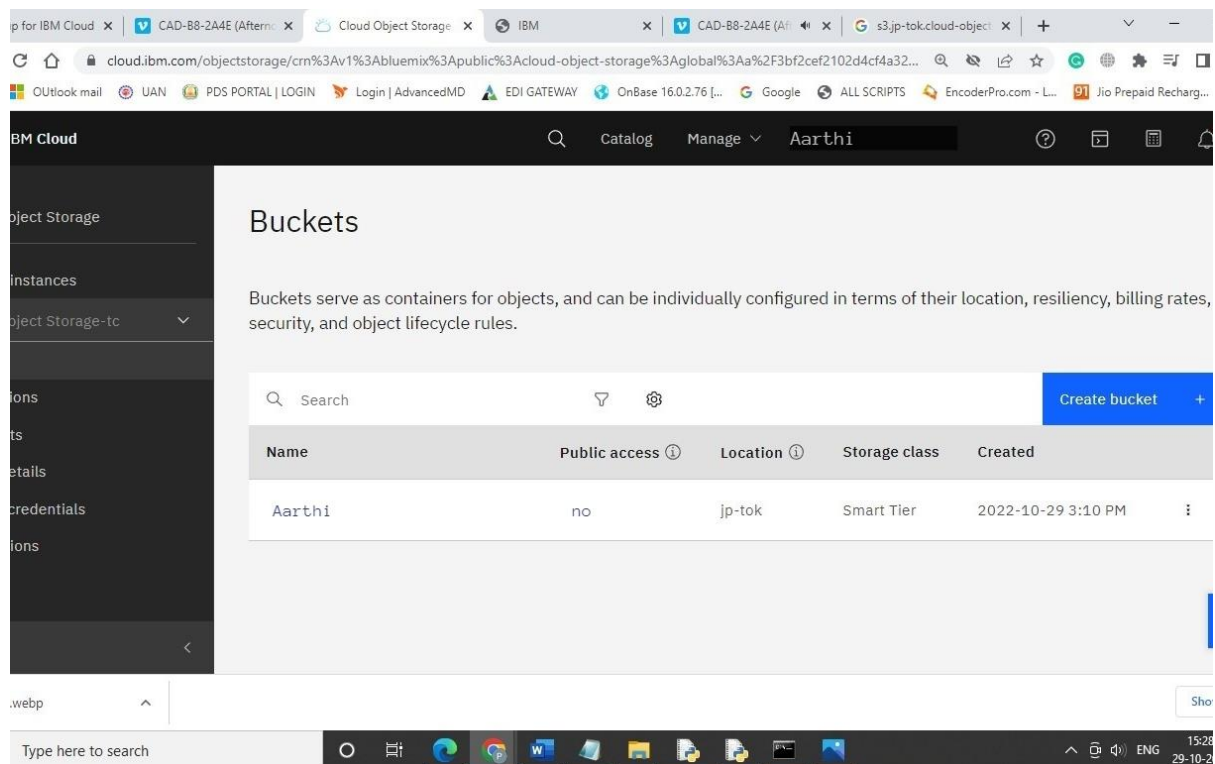 p for IBM Cloud
CAD-B8-2A4E (Afterno
Cloud Object Storage
IBM
CAD-B8-2A4E (Aft
s3.jp-tok.cloud-object
cloud.ibm.com/objectstorage/crn%3Av1%3Abluemix%3Apublic%3Acloud-object-storage%3Aglobal%3Aa%2F3bf2cef2102d4cf4a32...
OUtlook mail
UAN
PDS PORTAL | LOGIN
Login | AdvancedMD
EDI GATEWAY
OnBase 16.0.2.76 [...
Google
ALL SCRIPTS
EncoderPro.com - L...
Jio Prepaid Recharg...
BM Cloud
Catalog
Manage
Aarthi
bject Storage
instances
bject Storage-tc
ions
ts
etails
credentials
ions
Buckets
Buckets serve as containers for objects, and can be individually configured in terms of their location, resiliency, billing rates,
security, and object lifecycle rules.
Search
Create bucket +
Name Public access Location Storage class Created
Aarthi no jp-tok Smart Tier 2022-10-29 3:10 PM
.webp
Sho
Type here to search
ENG
15:28
29-10-2